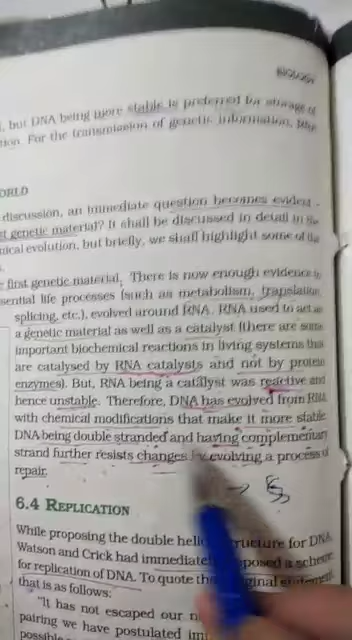 BIOLOGY
, but DNA being more stable is preferred for storage of
tion. For the transmission of genetic information,
ORLD
discussion, an immediate question becomes evident -
st genetic material? It shall be discussed in detail in the
ical evolution, but briefly, we shall highlight some of the
first genetic material. There is now enough evidence
sential life processes (such as metabolism, translation,
splicing, etc.), evolved around RNA. RNA used to act as
a genetic material as well as a catalyst (there are some
important biochemical reactions in living systems that
are catalysed by RNA catalysts and not by protein
enzymes). But, RNA being a catalyst was reactive and
hence unstable. Therefore, DNA has evolved from RNA
with chemical modifications that make it more stable.
DNA being double stranded and having complementary
strand further resists changes by evolving a process of
repair.
6.4 REPLICATION
While proposing the double heli structure for DNA,
Watson and Crick had immediate posed a scheme
for replication of DNA. To quote th ginal statement
that is as follows:
"It has not escaped our n
pairing we have postulated im
possible